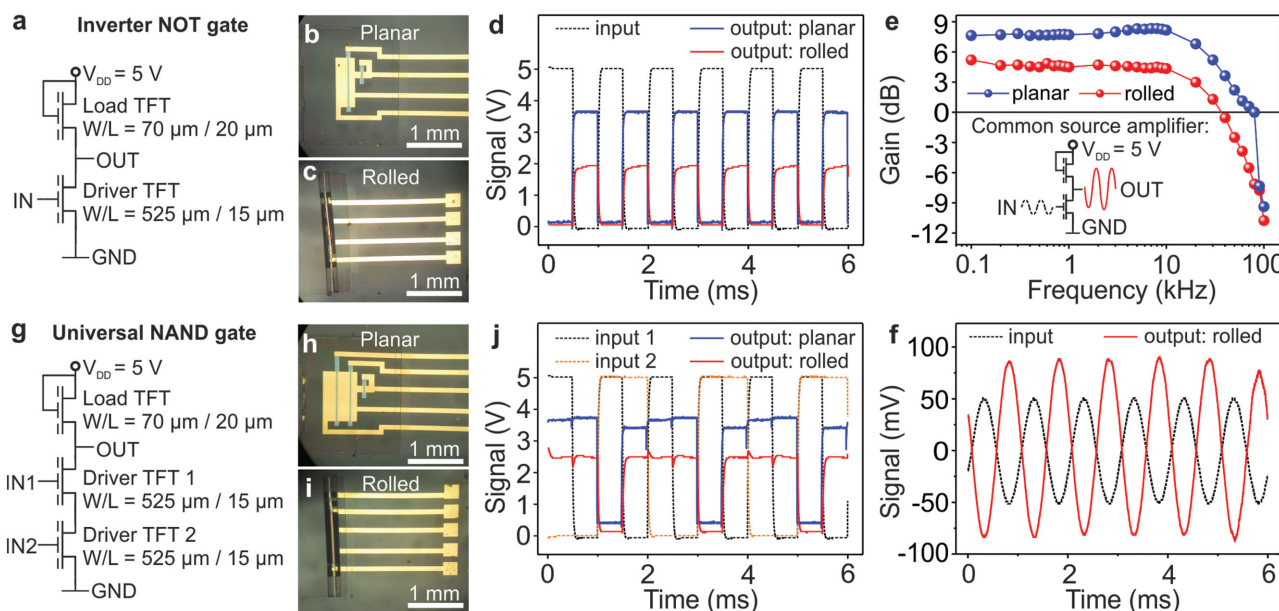 a Inverter NOT gate
V_DD = 5 V
Load TFT
W/L = 70 µm / 20 µm
OUT
IN
Driver TFT
W/L = 525 µm / 15 µm
GND
b Planar
1 mm
c Rolled
1 mm
d
input
output: planar
output: rolled
Signal (V)
5
4
3
2
1
0
0 2 4 6
Time (ms)
e
Gain (dB)
9
6
3
0
-3
-6
-9
-12
planar rolled
Common source amplifier:
V_DD = 5 V
OUT
IN
GND
0.1 1 10 100
Frequency (kHz)
g Universal NAND gate
V_DD = 5 V
Load TFT
W/L = 70 µm / 20 µm
OUT
IN1
Driver TFT 1
W/L = 525 µm / 15 µm
IN2
Driver TFT 2
W/L = 525 µm / 15 µm
GND
h Planar
1 mm
i Rolled
1 mm
j
input 1 output: planar
input 2 output: rolled
Signal (V)
5
4
3
2
1
0
0 2 4 6
Time (ms)
f
input output: rolled
Signal (mV)
100
50
0
-50
-100
0 2 4 6
Time (ms)